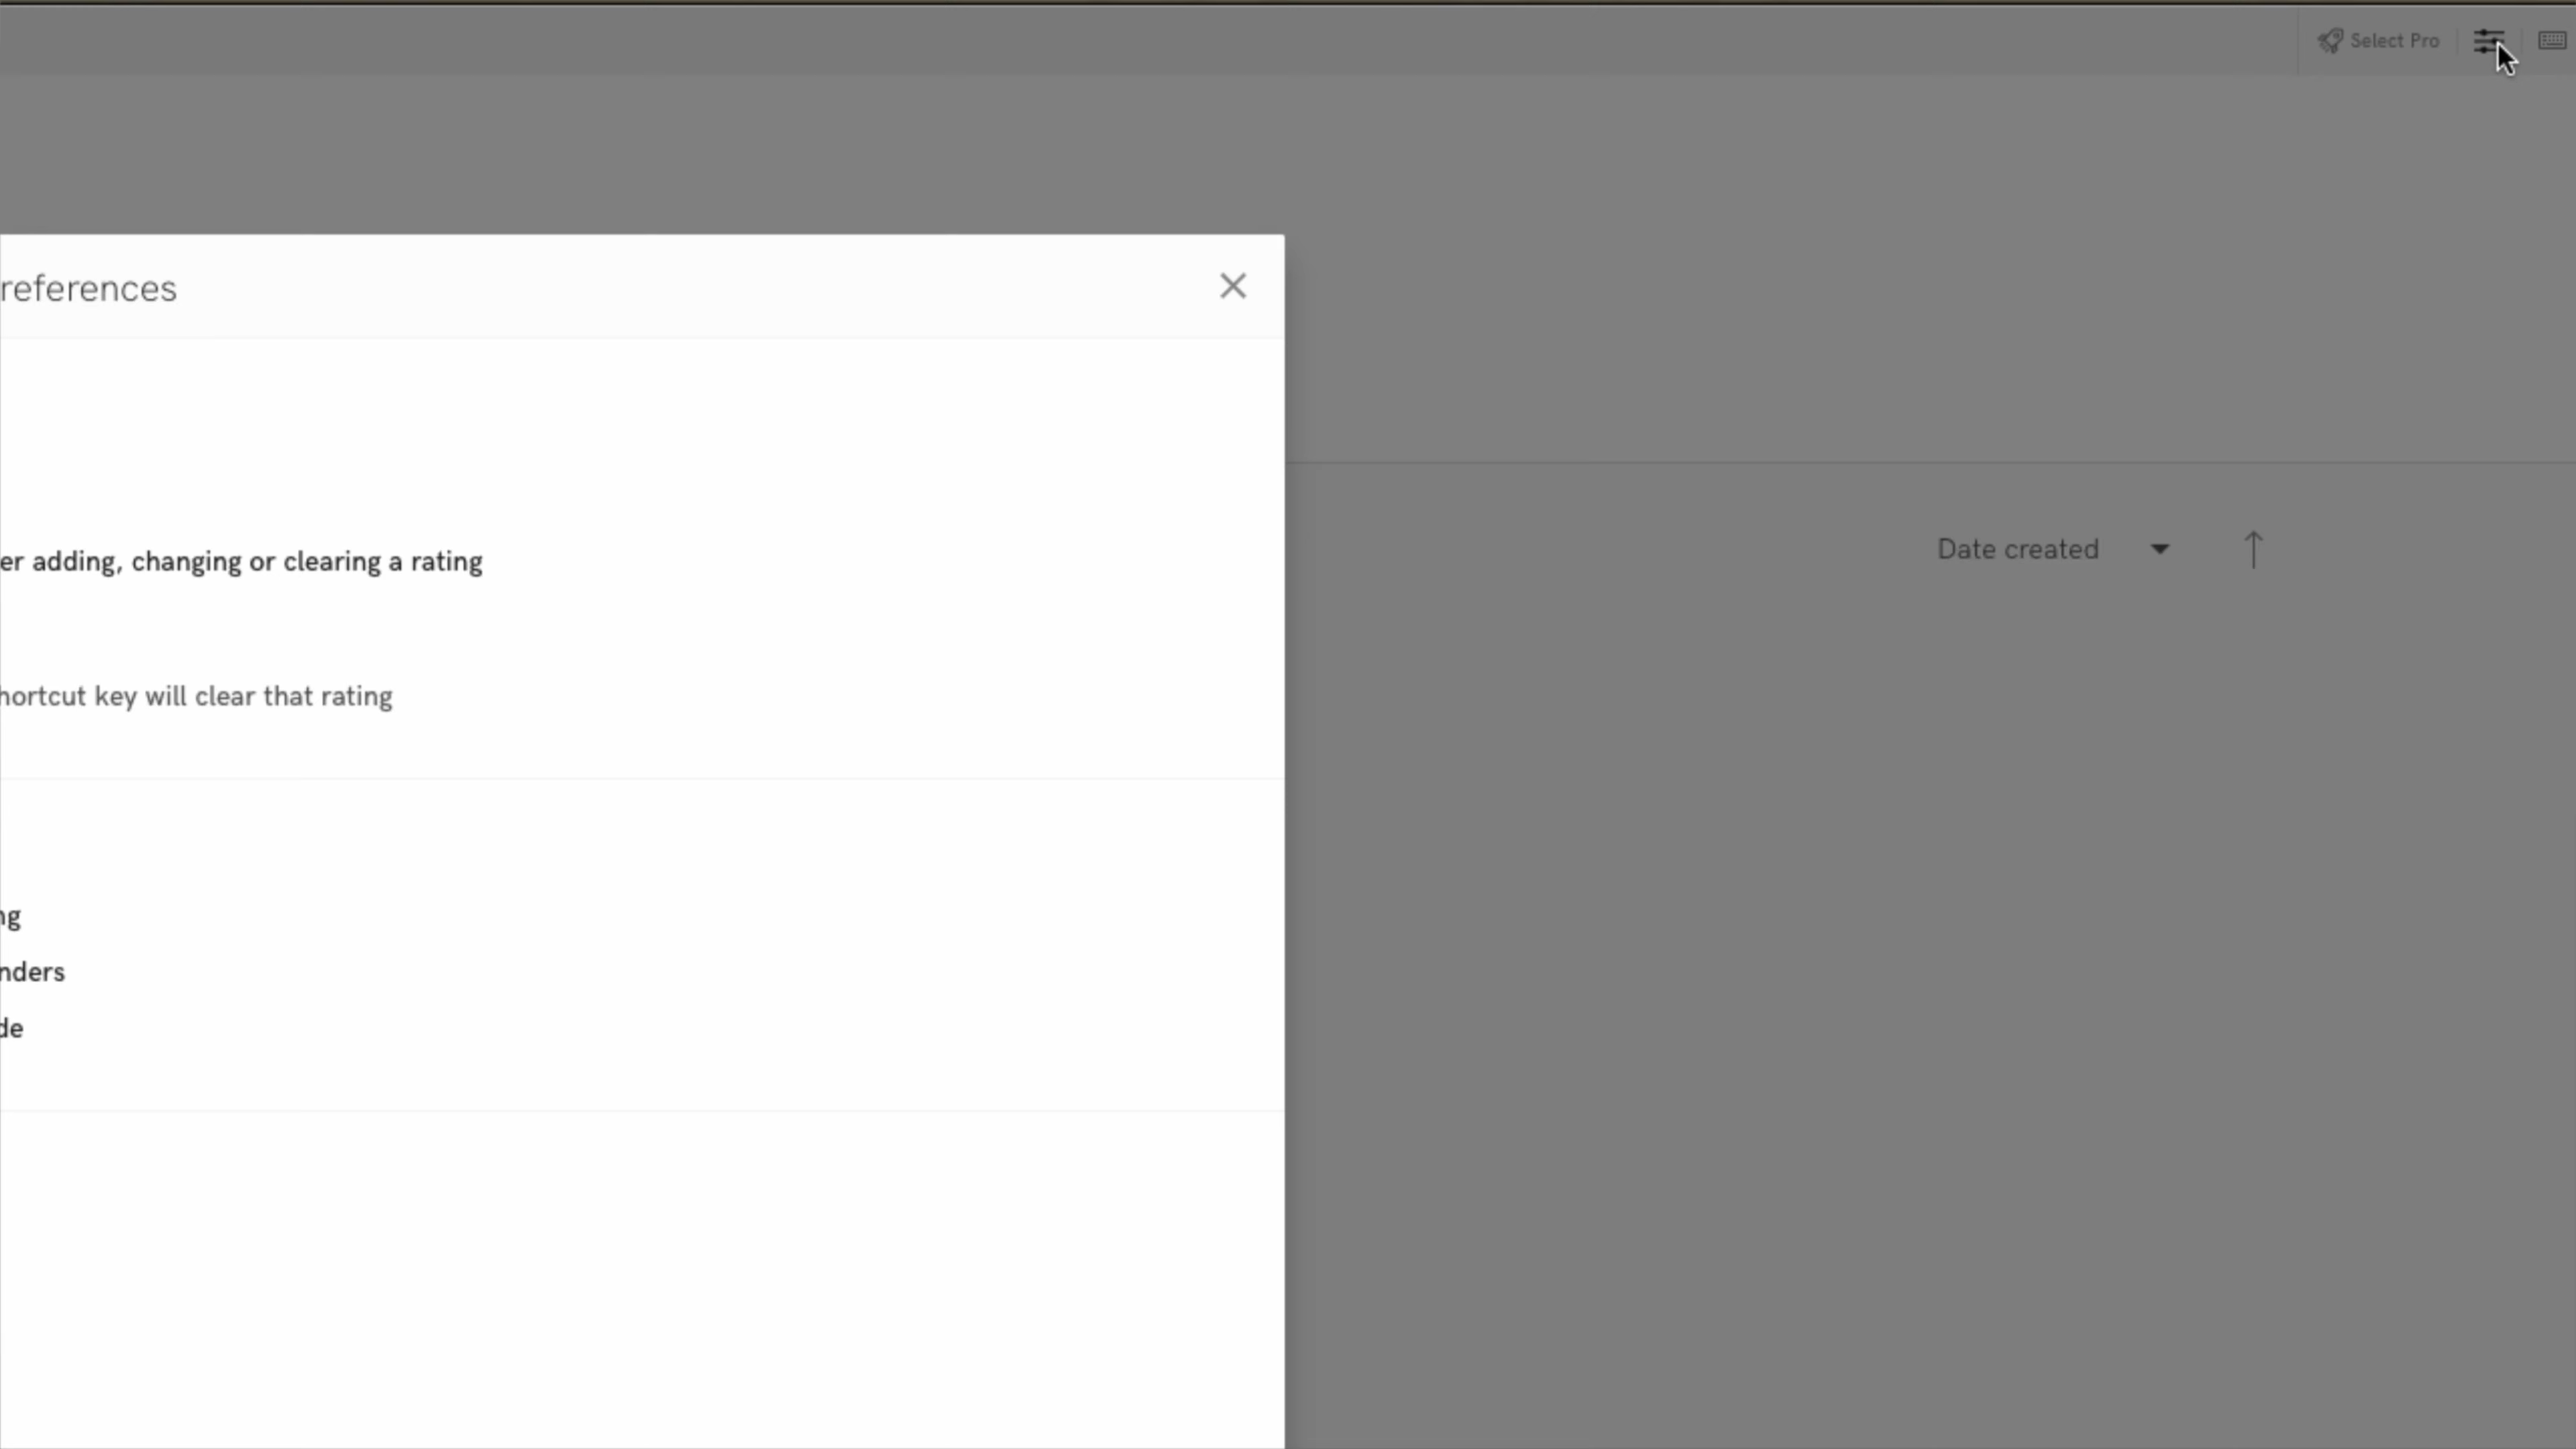 Select Pro
references
Date created
er adding, changing or clearing a rating
hortcut key will clear that rating
ng
nders
de